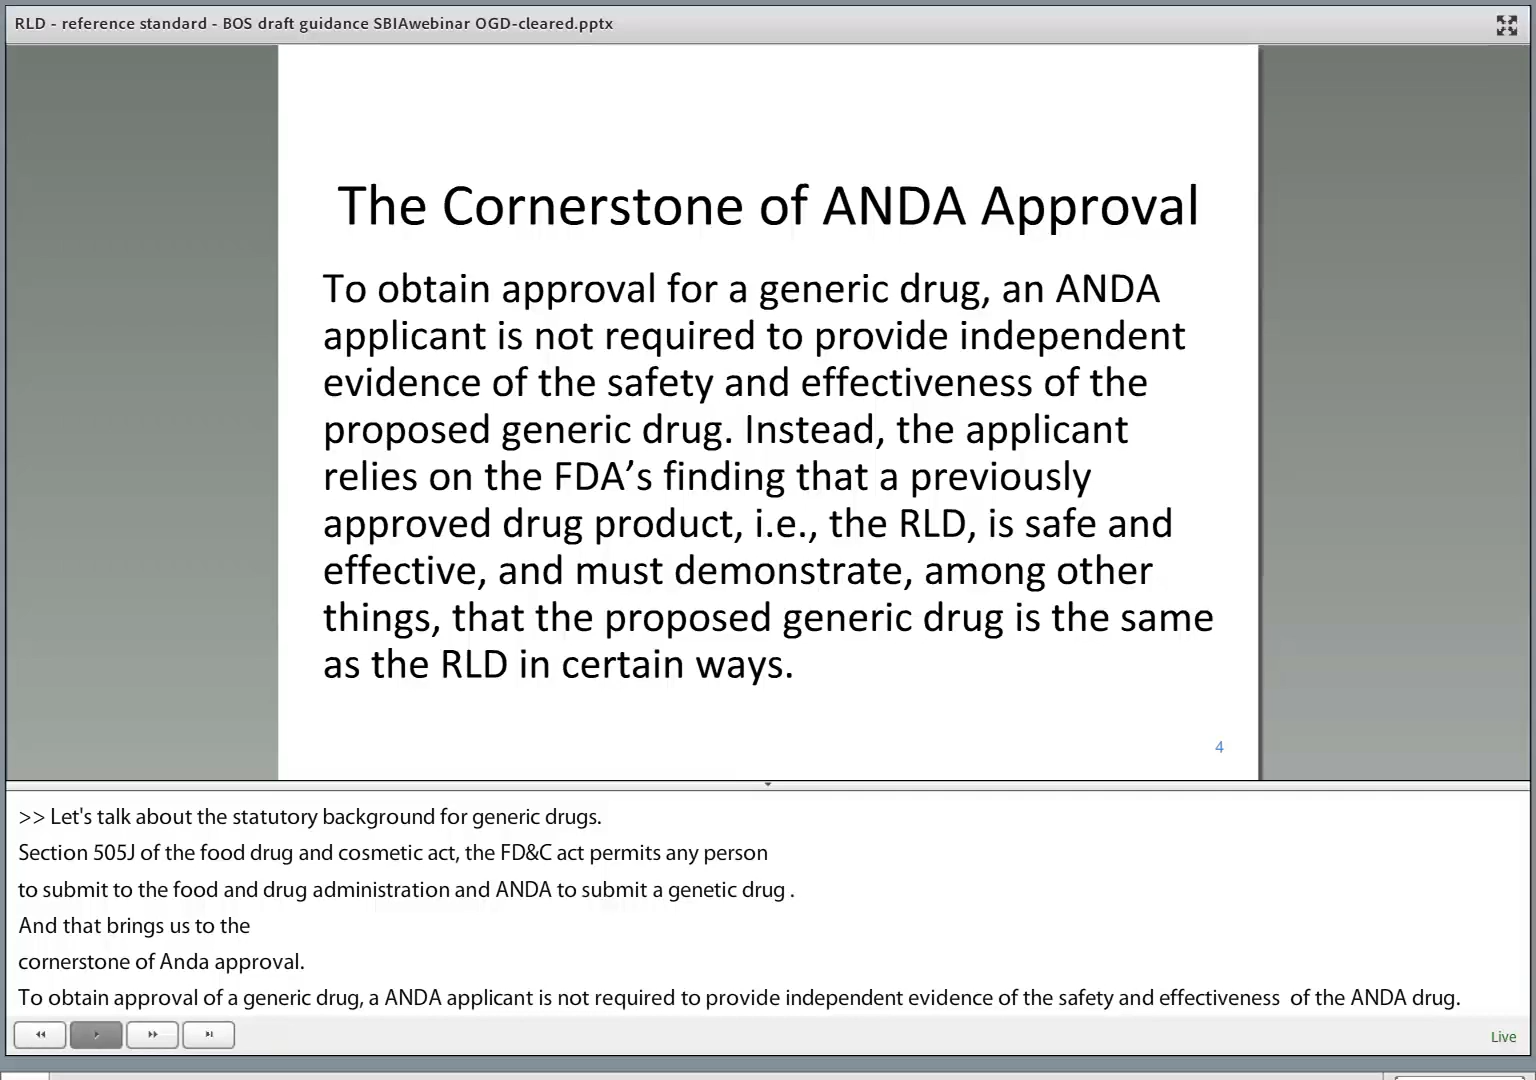 RLD - reference standard - BOS draft guidance SBIAwebinar OGD-cleared.pptx
The Cornerstone of ANDA Approval
To obtain approval for a generic drug, an ANDA
applicant is not required to provide independent
evidence of the safety and effectiveness of the
proposed generic drug. Instead, the applicant
relies on the FDA’s finding that a previously
approved drug product, i.e., the RLD, is safe and
effective, and must demonstrate, among other
things, that the proposed generic drug is the same
as the RLD in certain ways.
4
>> Let's talk about the statutory background for generic drugs.
Section 505J of the food drug and cosmetic act, the FD&C act permits any person
to submit to the food and drug administration and ANDA to submit a genetic drug .
And that brings us to the
cornerstone of Anda approval.
To obtain approval of a generic drug, a ANDA applicant is not required to provide independent evidence of the safety and effectiveness  of the ANDA drug.
Live